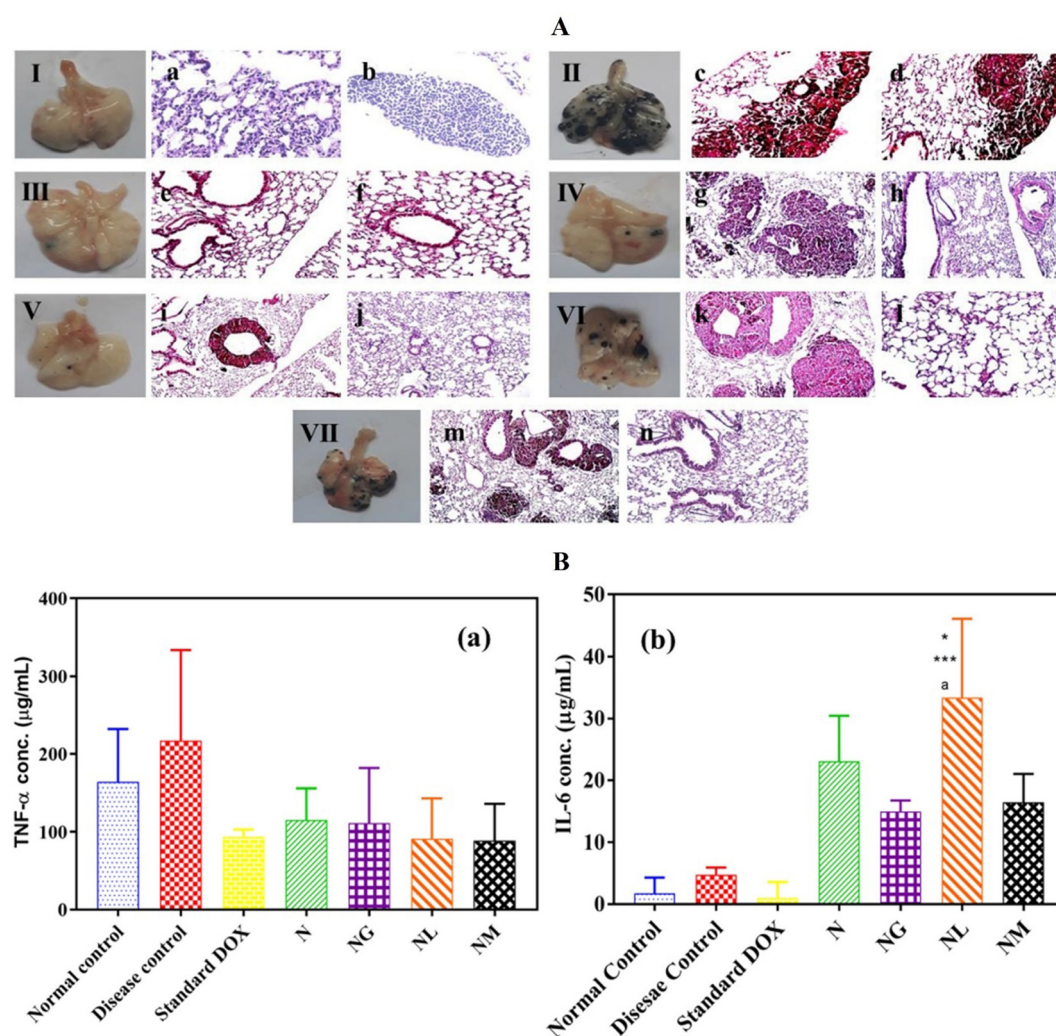 A
I a b II c d
III e f IV g h
V i j VI k l
VII m n
B
400
300
200
100
0
TNF-α conc. (µg/mL)
(a)
Normal control
Disease control
Standard DOX
N
NG
NL
NM
50
40
30
20
10
0
IL-6 conc. (µg/mL)
(b)
*
***
a
Normal Control
Disesae Control
Standard DOX
N
NG
NL
NM